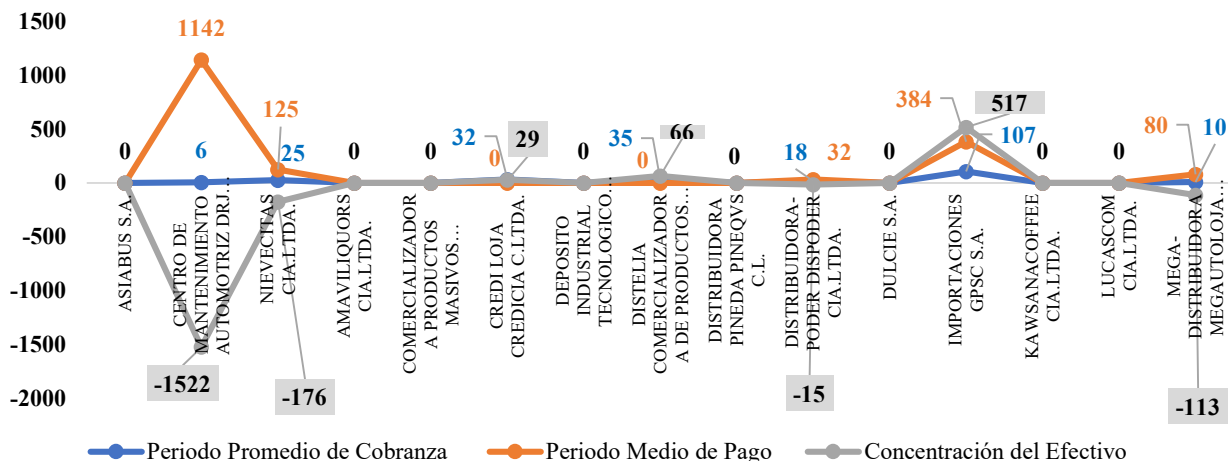 1500
1000
500
0
-500
-1000
-1500
-2000
0
1142
6
-1522
125
25
-176
0
0
32
0
29
0
35
0
66
0
18
32
-15
0
384
517
107
0
0
80
10
-113
ASIABUS S.A.
CENTRO DE
MANTENIMIENTO
AUTOMOTRIZ DRJ…
NIEVECITAS
CIA.LTDA.
AMAVILIQUORS
CIA.LTDA.
COMERCIALIZADOR
A PRODUCTOS
MASIVOS…
CREDI LOJA
CREDICIA C.LTDA.
DEPOSITO
INDUSTRIAL
TECNOLOGICO…
DISTELIA
COMERCIALIZADOR
A DE PRODUCTOS…
DISTRIBUIDORA
PINEDA PINEQVS
C.L.
DISTRIBUIDORA-
PODER DISPODER
CIA.LTDA.
DULCIE S.A.
IMPORTACIONES
GPSC S.A.
KAWSANACOFFEE
CIA.LTDA.
LUCASCOM
CIA.LTDA.
MEGA-
DISTRIBUIDORA
MEGAUTOLOJA…
Periodo Promedio de Cobranza
Periodo Medio de Pago
Concentración del Efectivo